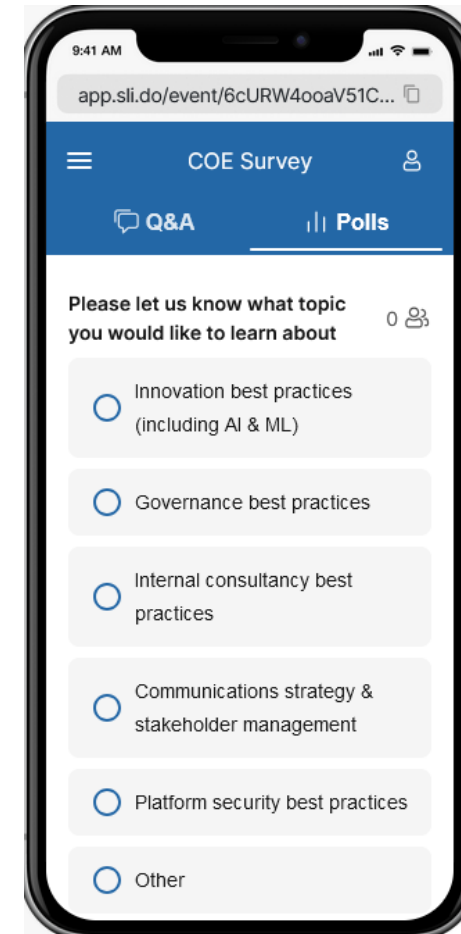 9:41 AM
app.sli.do/event/6cURW4ooaV51C...
COE Survey
Q&A
Polls
Please let us know what topic
you would like to learn about
0
Innovation best practices
(including AI & ML)
Governance best practices
Internal consultancy best
practices
Communications strategy &
stakeholder management
Platform security best practices
Other